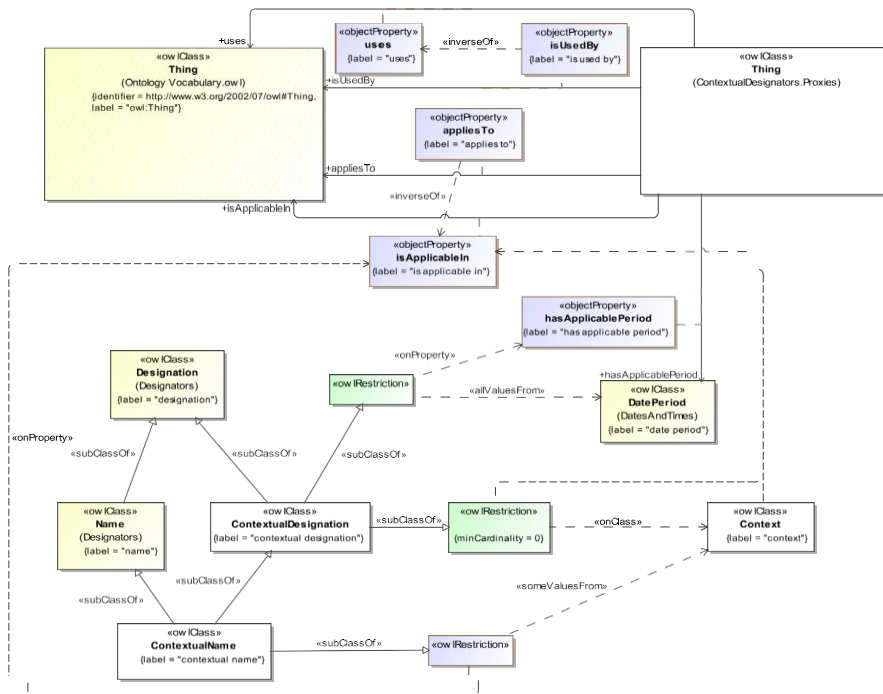 +uses
«objectProperty»
uses
{label = "uses"}
«inverseOf»
«objectProperty»
isUsedBy
{label = "is used by"}
«owlClass»
Thing
(Ontology Vocabulary.owl)
{identifier = http://www.w3.org/2002/07/owl#Thing,
label = "owl:Thing"}
«owlClass»
Thing
(ContextualDesignators.Proxies)
+isUsedBy
«objectProperty»
appliesTo
{label = "applies to"}
+appliesTo
«inverseOf»
+isApplicableIn
«objectProperty»
isApplicableIn
{label = "is applicable in"}
«objectProperty»
hasApplicablePeriod
{label = "has applicable period"}
«onProperty»
«owlClass»
Designation
(Designators)
{label = "designation"}
«owlRestriction»
«allValuesFrom»
+hasApplicablePeriod
«owlClass»
DatePeriod
(DatesAndTimes)
{label = "date period"}
«onProperty»
«subClassOf»
«subClassOf»
«subClassOf»
«owlClass»
Name
(Designators)
{label = "name"}
«owlClass»
ContextualDesignation
{label = "contextual designation"}
«subClassOf»
«owlRestriction»
{minCardinality = 0}
«onClass»
«owlClass»
Context
{label = "context"}
«subClassOf»
«subClassOf»
«someValuesFrom»
«owlClass»
ContextualName
{label = "contextual name"}
«subClassOf»
«owlRestriction»